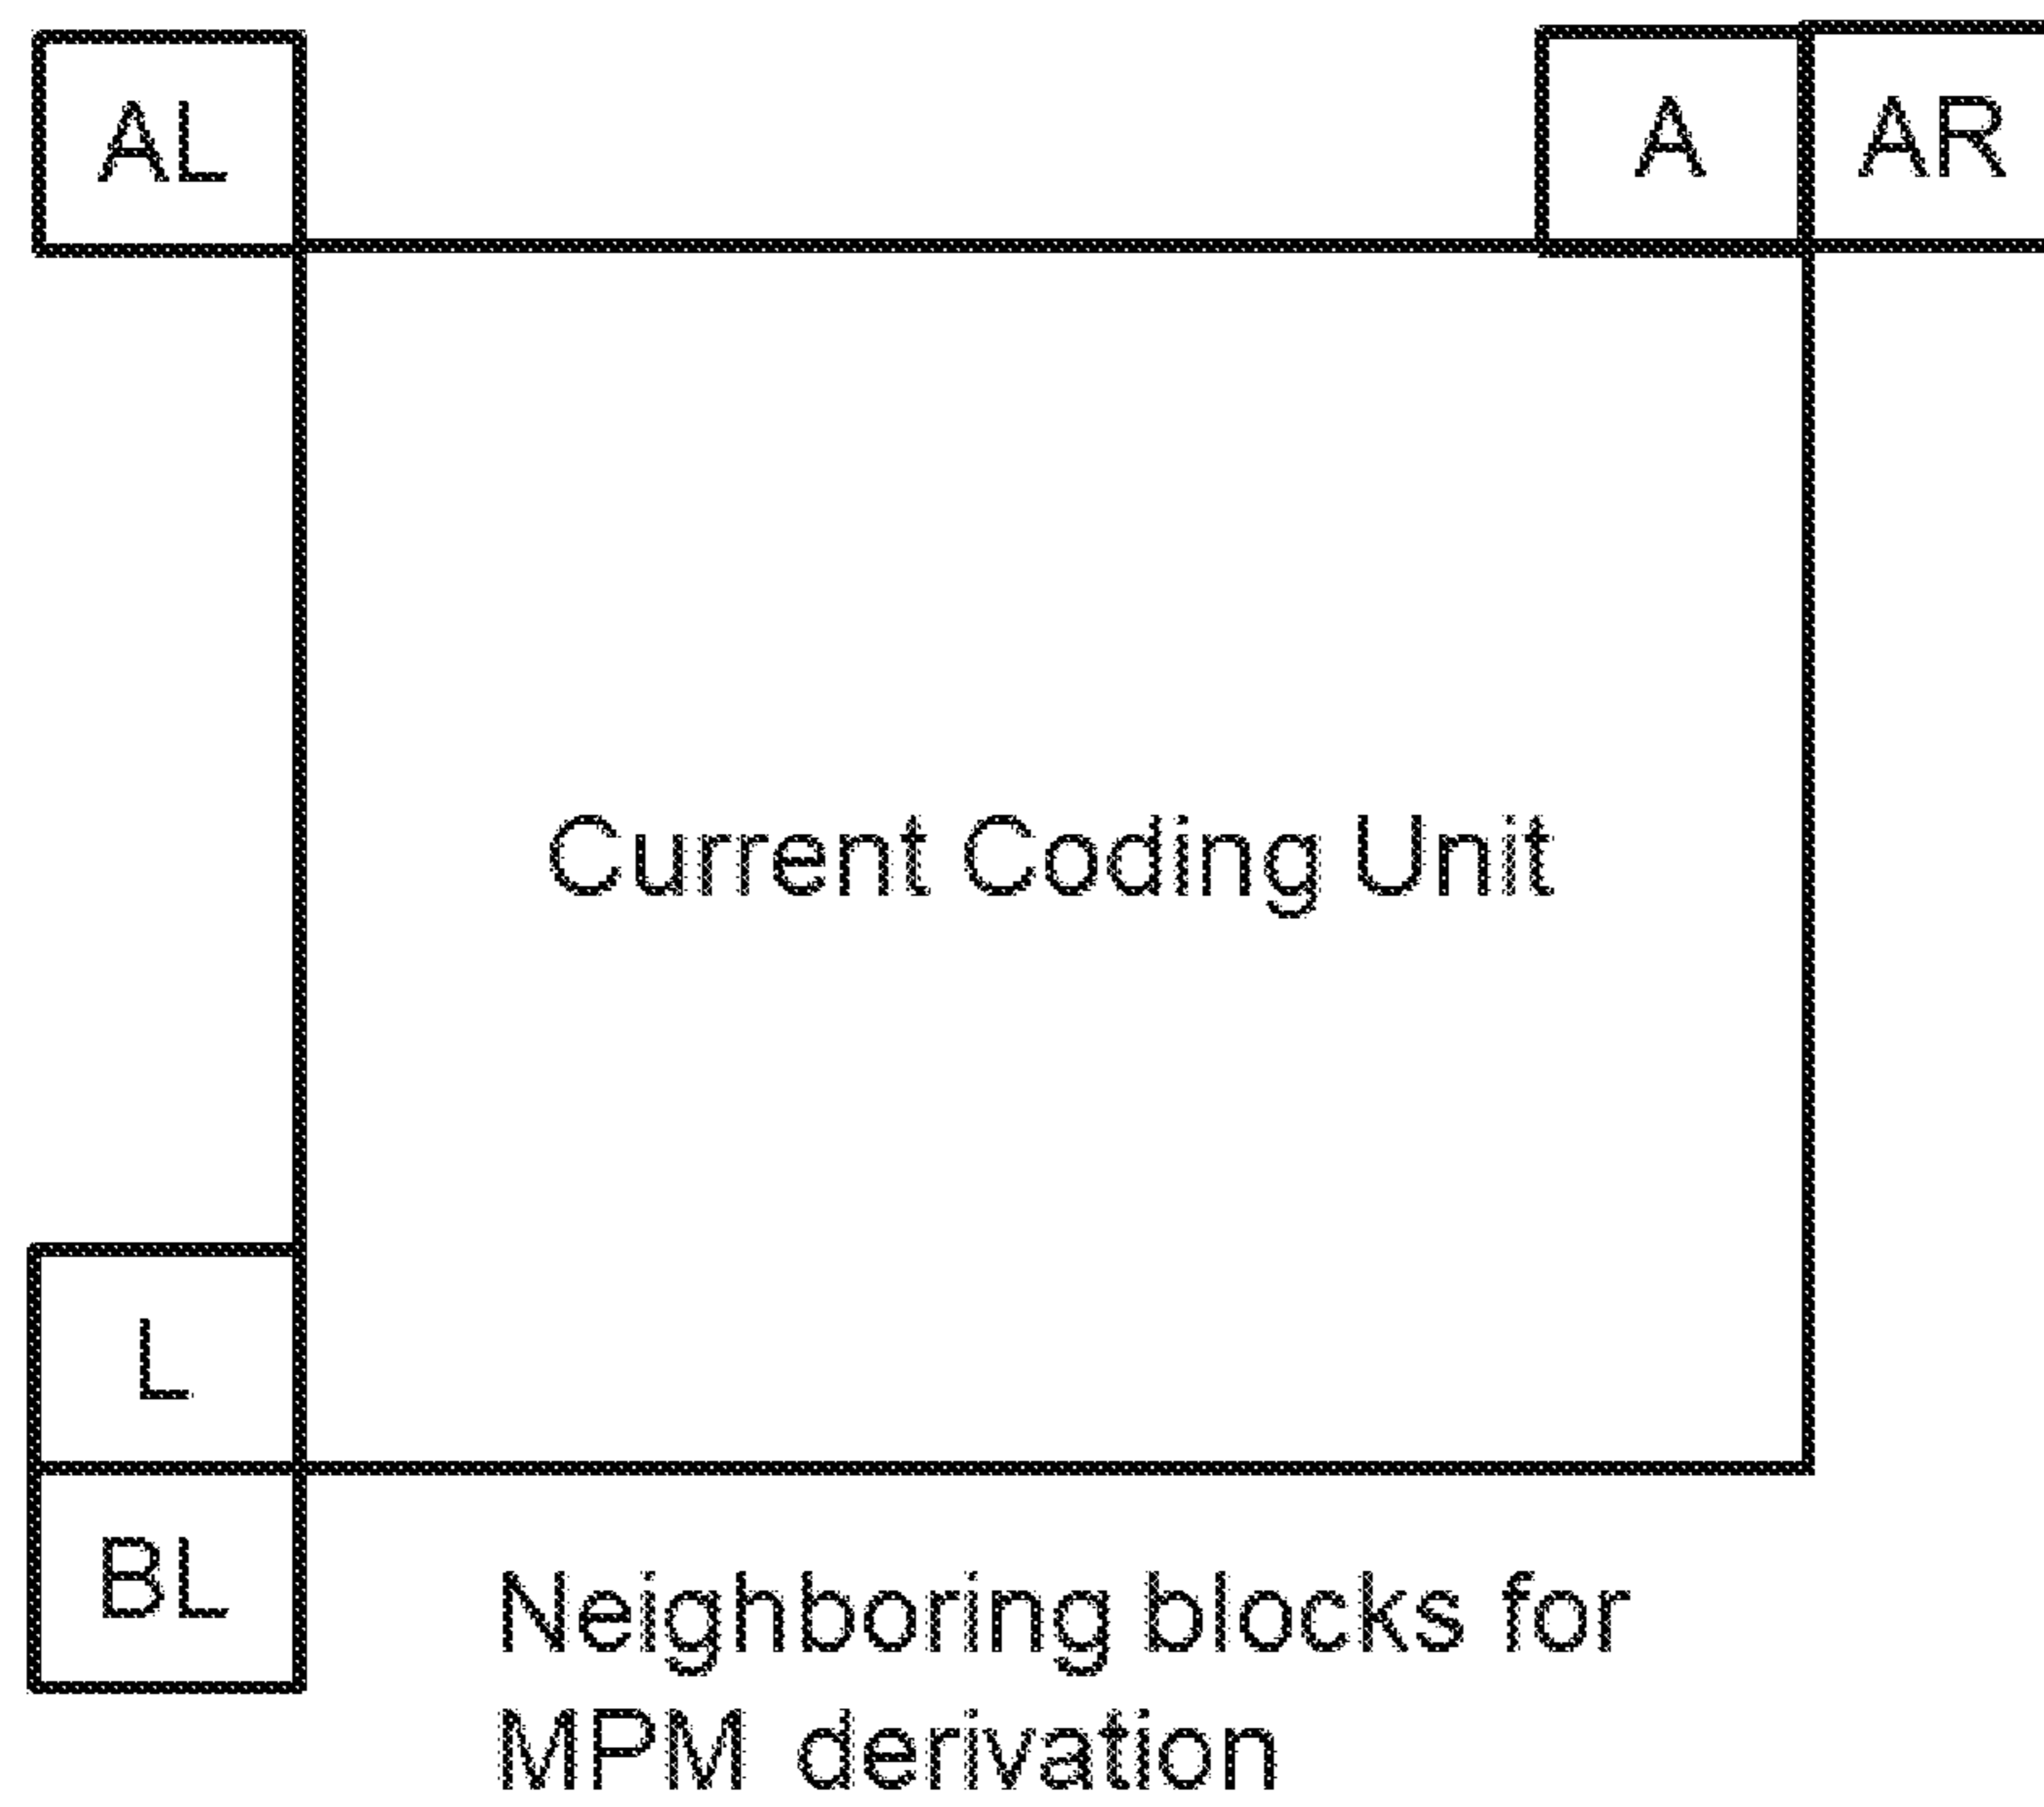 AL
A
AR
Current Coding Unit
L
BL
Neighboring blocks for
MPM derivation